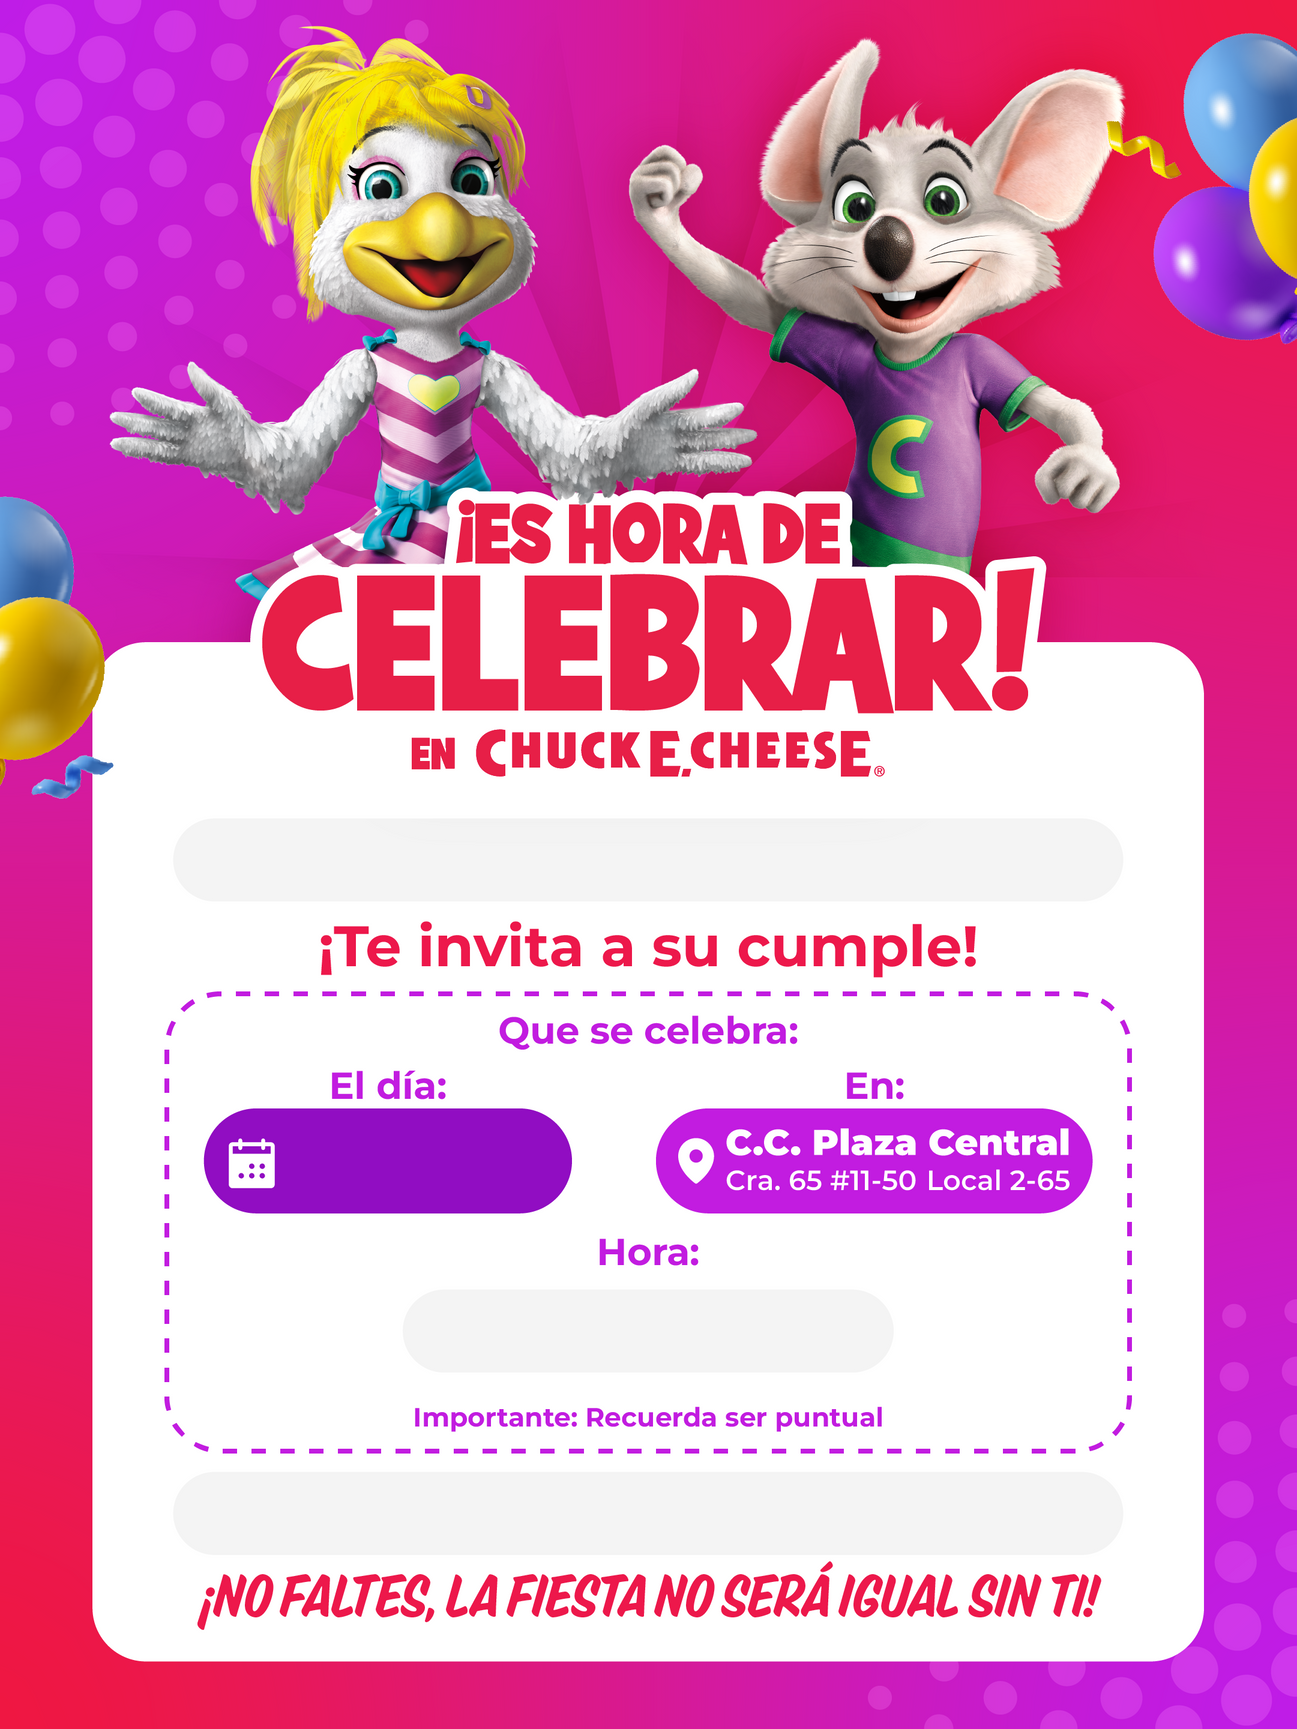 ¡ES HORA DE
CELEBRAR!
EN CHUCK E. CHEESE®
¡Te invita a su cumple!
Que se celebra:
El día:
En:
C.C. Plaza Central
Cra. 65 #11-50 Local 2-65
Hora:
Importante: Recuerda ser puntual
¡NO FALTES, LA FIESTA NO SERÁ IGUAL SIN TI!